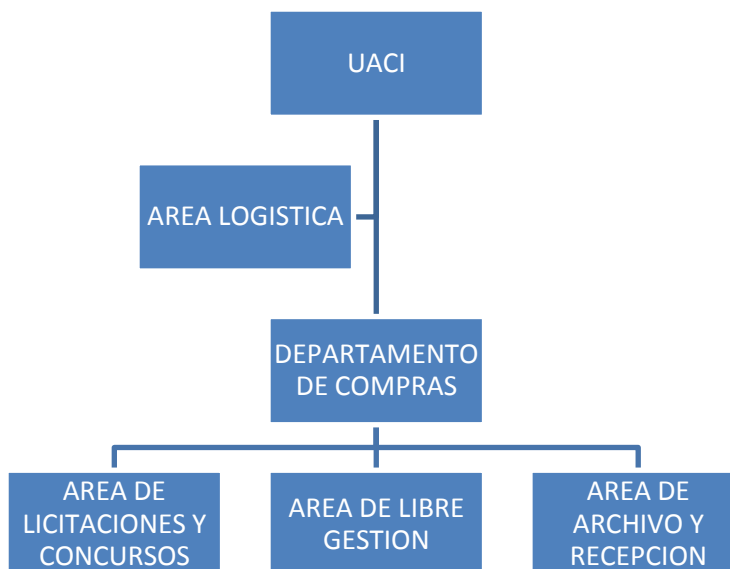 UACI
AREA LOGISTICA
DEPARTAMENTO
DE COMPRAS
AREA DE
LICITACIONES Y
CONCURSOS
AREA DE LIBRE
GESTION
AREA DE
ARCHIVO Y
RECEPCION